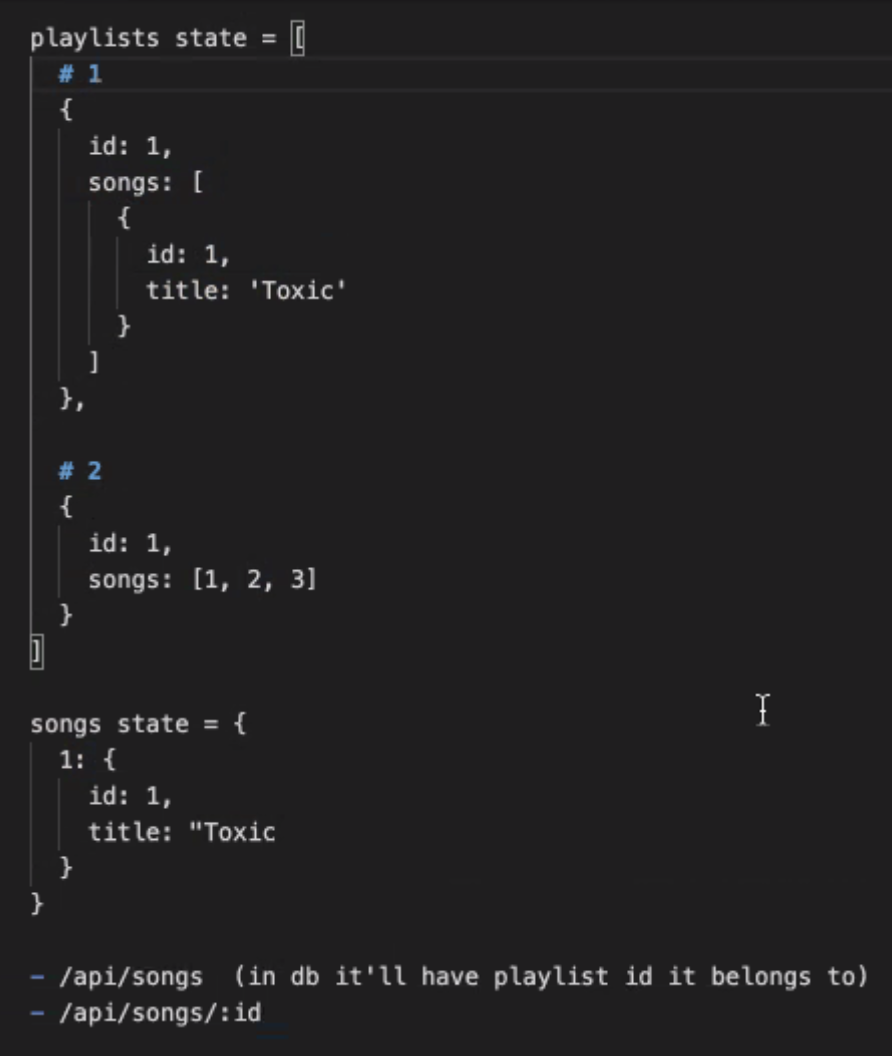 playlists state = [
# 1
{
id: 1,
songs: [
{
id: 1,
title: 'Toxic'
}
]
},
# 2
{
id: 1,
songs: [1, 2, 3]
}
]
songs state = {
1: {
id: 1,
title: "Toxic
}
}
- /api/songs  (in db it'll have playlist id it belongs to)
- /api/songs/:id